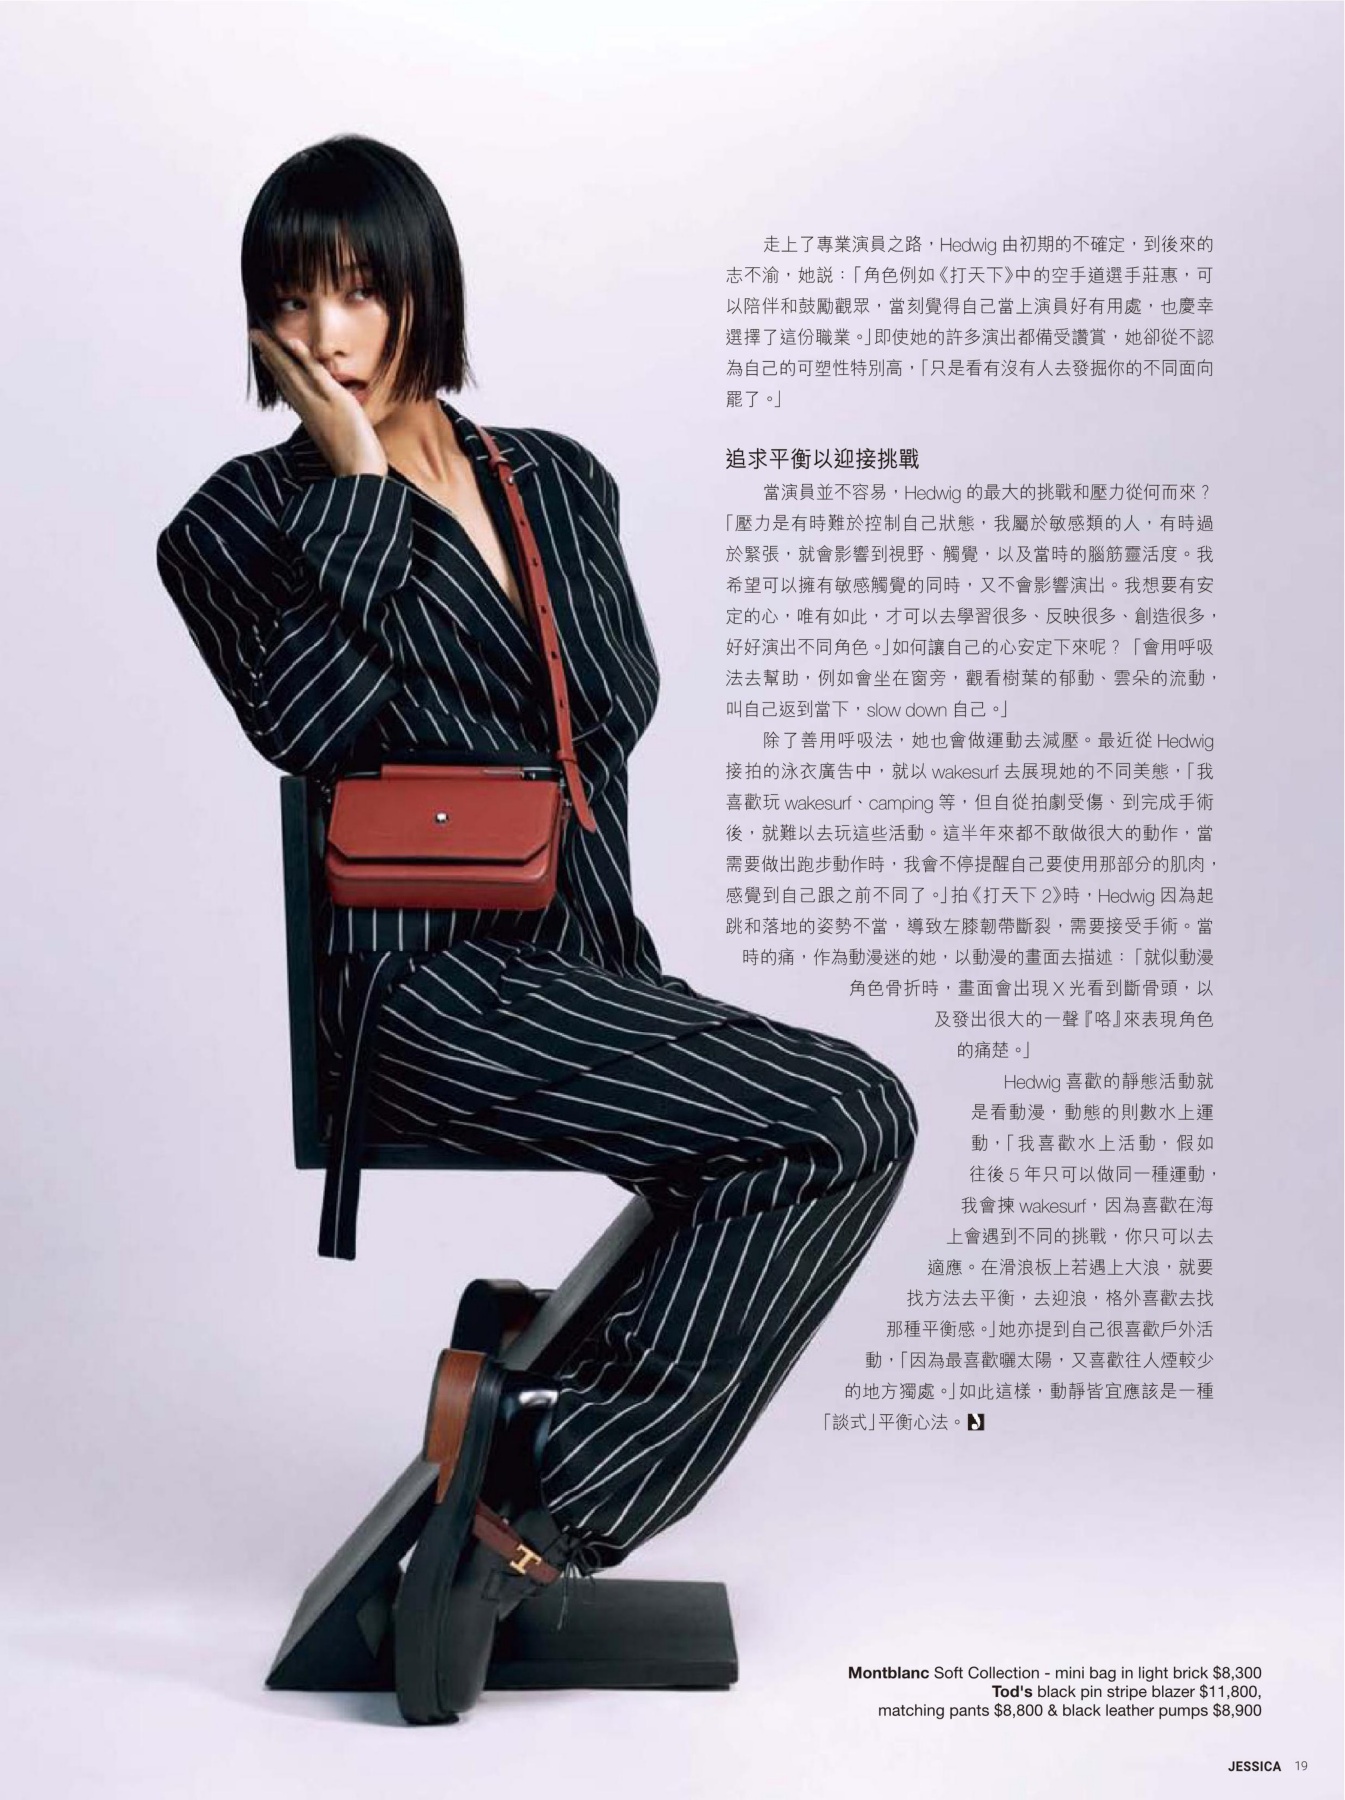 走上了專業演員之路，Hedwig 由初期的不確定，到後來的
志不渝，她説：「角色例如《打天下》中的空手道選手莊惠，可
以陪伴和鼓勵觀眾，當刻覺得自己當上演員好有用處，也慶幸
選擇了這份職業。」即使她的許多演出都備受讚賞，她卻從不認
為自己的可塑性特別高，「只是看有沒有人去發掘你的不同面向
罷了。」
追求平衡以迎接挑戰
當演員並不容易，Hedwig 的最大的挑戰和壓力從何而來？
「壓力是有時難於控制自己狀態，我屬於敏感類的人，有時過
於緊張，就會影響到視野、觸覺，以及當時的腦筋靈活度。我
希望可以擁有敏感觸覺的同時，又不會影響演出。我想要有安
定的心，唯有如此，才可以去學習很多、反映很多、創造很多，
好好演出不同角色。」如何讓自己的心安定下來呢？「會用呼吸
法去幫助，例如會坐在窗旁，觀看樹葉的郁動、雲朵的流動，
叫自己返到當下，slow down 自己。」
除了善用呼吸法，她也會做運動去減壓。最近從 Hedwig
接拍的泳衣廣告中，就以 wakesurf 去展現她的不同美態，「我
喜歡玩 wakesurf、camping 等，但自從拍劇受傷、到完成手術
後，就難以去玩這些活動。這半年來都不敢做很大的動作，當
需要做出跑步動作時，我會不停提醒自己要使用那部分的肌肉，
感覺到自己跟之前不同了。」拍《打天下 2》時，Hedwig 因為起
跳和落地的姿勢不當，導致左膝韌帶斷裂，需要接受手術。當
時的痛，作為動漫迷的她，以動漫的畫面去描述：「就似動漫
角色骨折時，畫面會出現 X 光看到斷骨頭，以
及發出很大的一聲『咯』來表現角色
的痛楚。」
Hedwig 喜歡的靜態活動就
是看動漫，動態的則數水上運
動，「我喜歡水上活動，假如
往後 5 年只可以做同一種運動，
我會揀 wakesurf，因為喜歡在海
上會遇到不同的挑戰，你只可以去
適應。在滑浪板上若遇上大浪，就要
找方法去平衡，去迎浪，格外喜歡去找
那種平衡感。」她亦提到自己很喜歡戶外活
動，「因為最喜歡曬太陽，又喜歡往人煙較少
的地方獨處。」如此這樣，動靜皆宜應該是一種
「談式」平衡心法。
Montblanc Soft Collection - mini bag in light brick $8,300
Tod's black pin stripe blazer $11,800,
matching pants $8,800 & black leather pumps $8,900
JESSICA 19